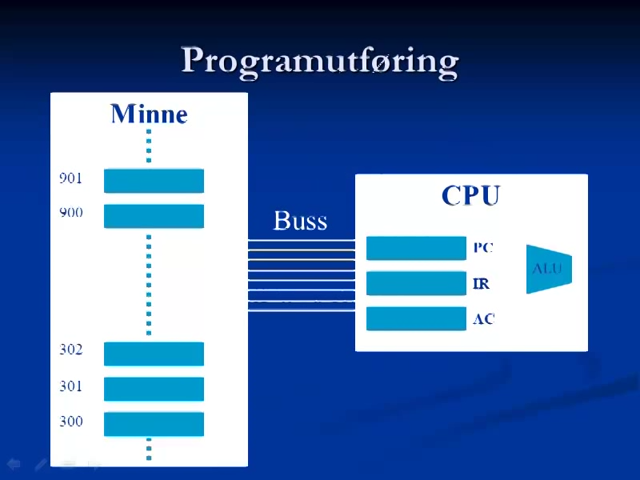 Programutføring
Minne
901
900
302
301
300
Buss
CPU
PC
IR
AC
ALU